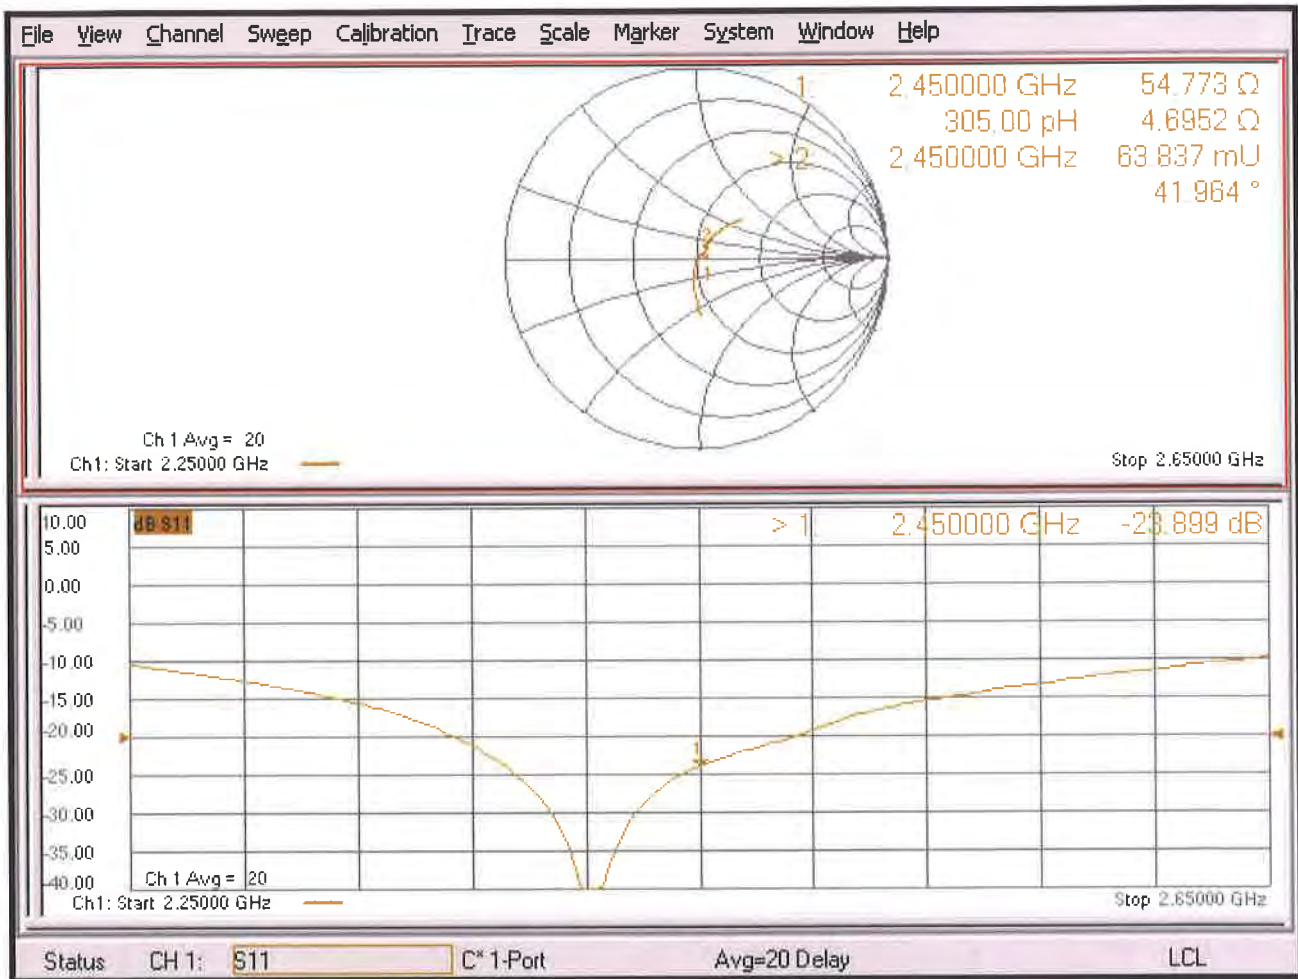 File View Channel Sweep Calibration Trace Scale Marker System Window Help
1 2.450000 GHz 54.773 Ω
305.00 pH 4.6952 Ω
> 2 2.450000 GHz 63.837 mU
41.964 °
2
1
Ch 1 Avg = 20
Ch1: Start 2.25000 GHz
Stop 2.65000 GHz
10.00
dB S11
> 1 2.450000 GHz -23.899 dB
5.00
0.00
-5.00
-10.00
-15.00
-20.00
1
-25.00
-30.00
-35.00
-40.00
Ch 1 Avg = 20
Ch1: Start 2.25000 GHz
Stop 2.65000 GHz
Status CH 1: S11 C* 1-Port Avg=20 Delay LCL